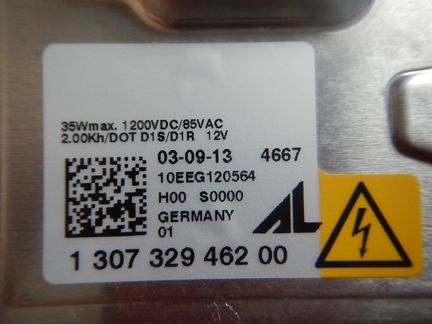 35Wmax. 1200VDC/85VAC
2.00Kh/DOT D1S/D1R 12V
03-09-13 4667
10EEG120564
H00 S0000
GERMANY
01
AL
1 307 329 462 00